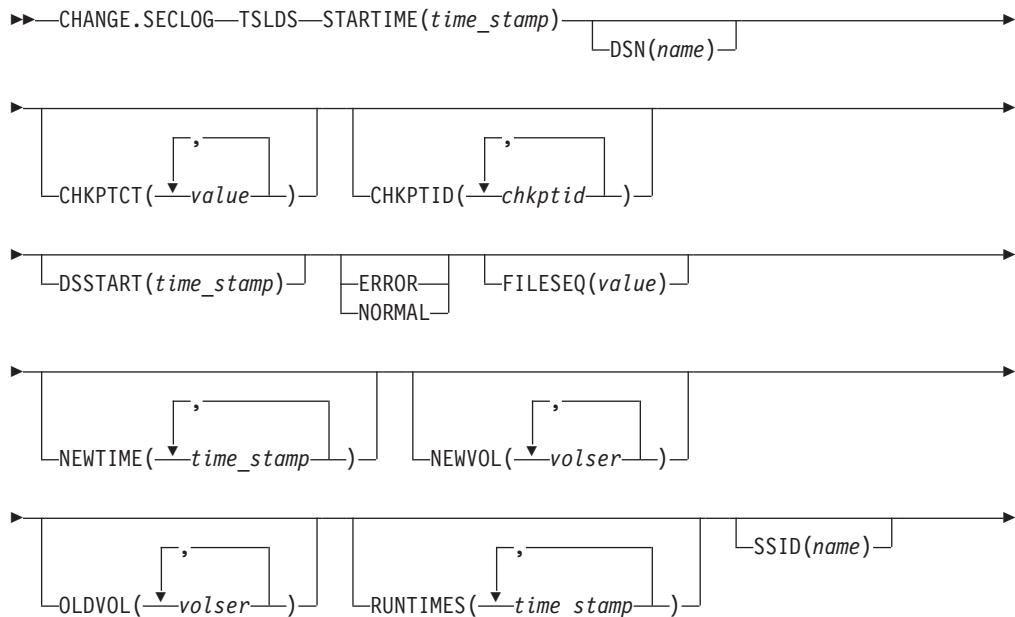 CHANGE.SECLOG TSLDS STARTIME(time_stamp)
DSN(name)
, ,
CHKPTCT( value ) CHKPTID( chkptid )
DSSTART(time_stamp) ERROR FILESEQ(value)
NORMAL
, ,
NEWTIME( time_stamp ) NEWVOL( volser )
, , SSID(name)
OLDVOL( volser ) RUNTIMES( time stamp )